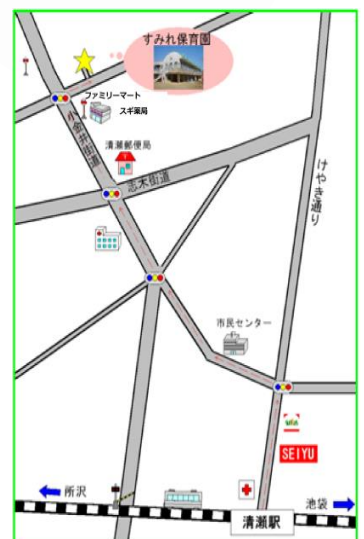 すみれ保育園
ファミリーマート
スギ薬局
小金井街道
清瀬郵便局
志木街道
けやき通り
市民センター
SEIYU
所沢
池袋
清瀬駅